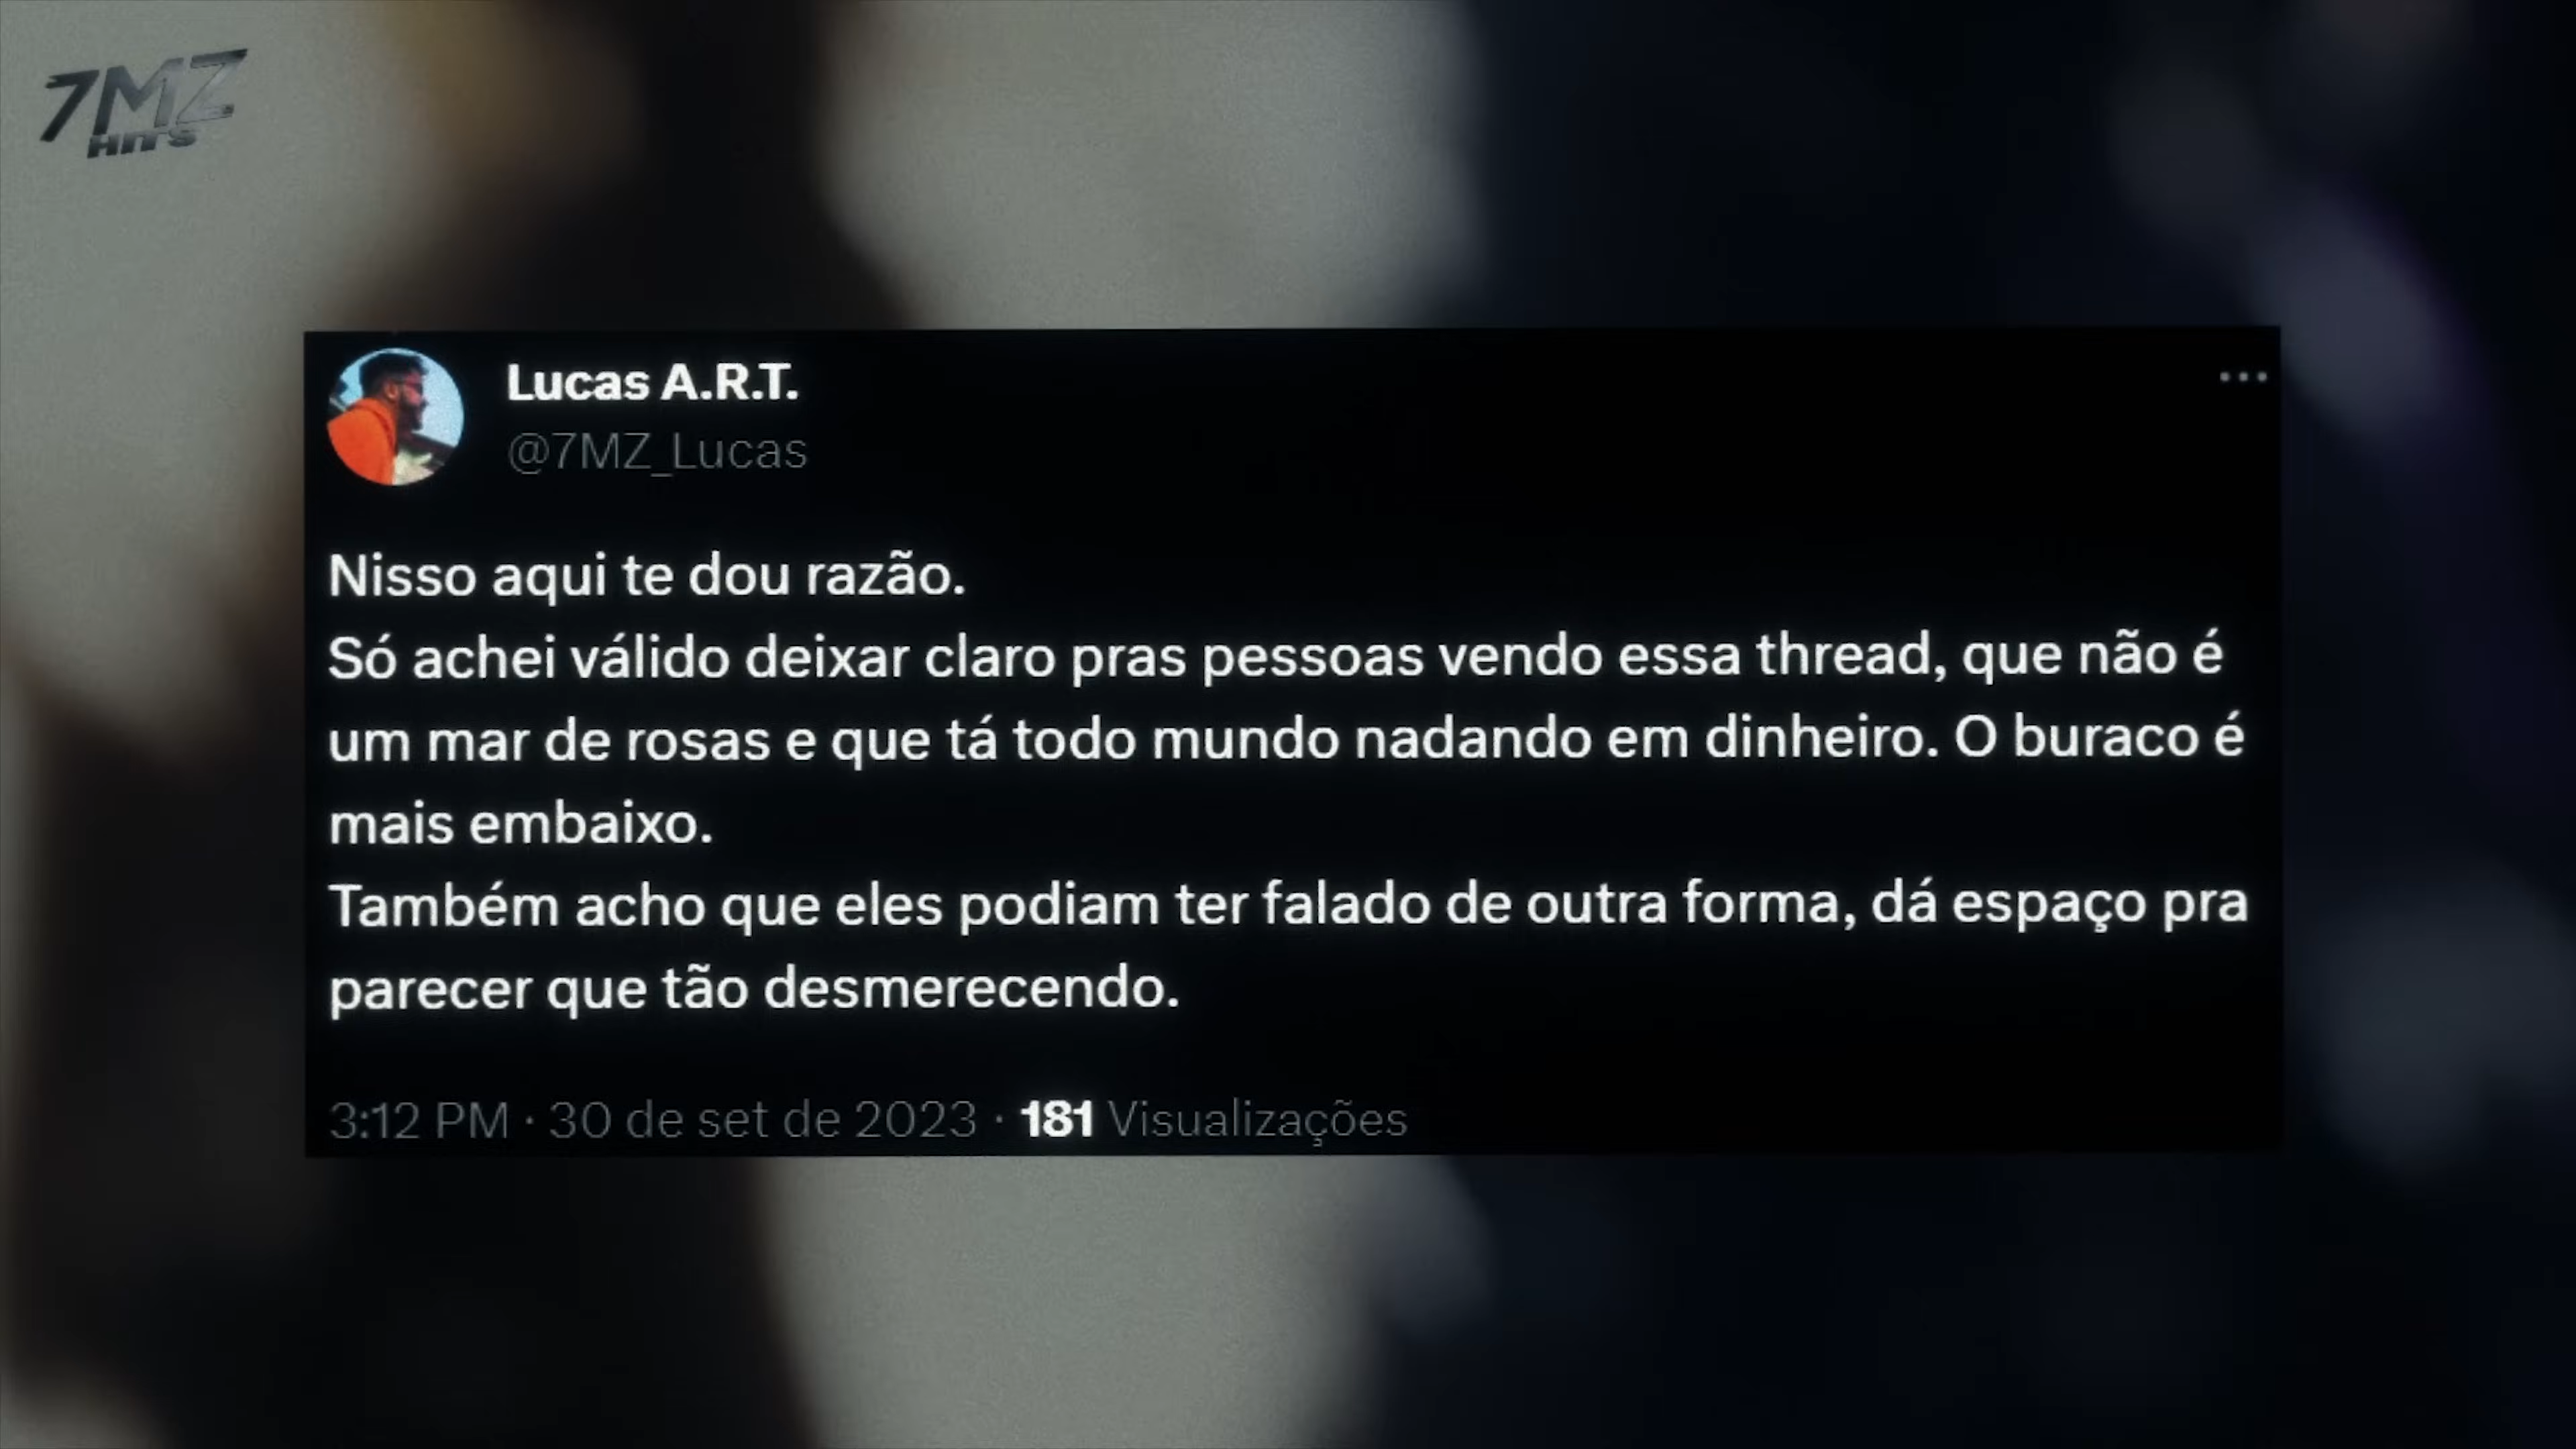 7MZ
HITS
Lucas A.R.T.
@7MZ_Lucas
Nisso aqui te dou razão.
Só achei válido deixar claro pras pessoas vendo essa thread, que não é
um mar de rosas e que tá todo mundo nadando em dinheiro. O buraco é
mais embaixo.
Também acho que eles podiam ter falado de outra forma, dá espaço pra
parecer que tão desmerecendo.
3:12 PM · 30 de set de 2023 · 181 Visualizações